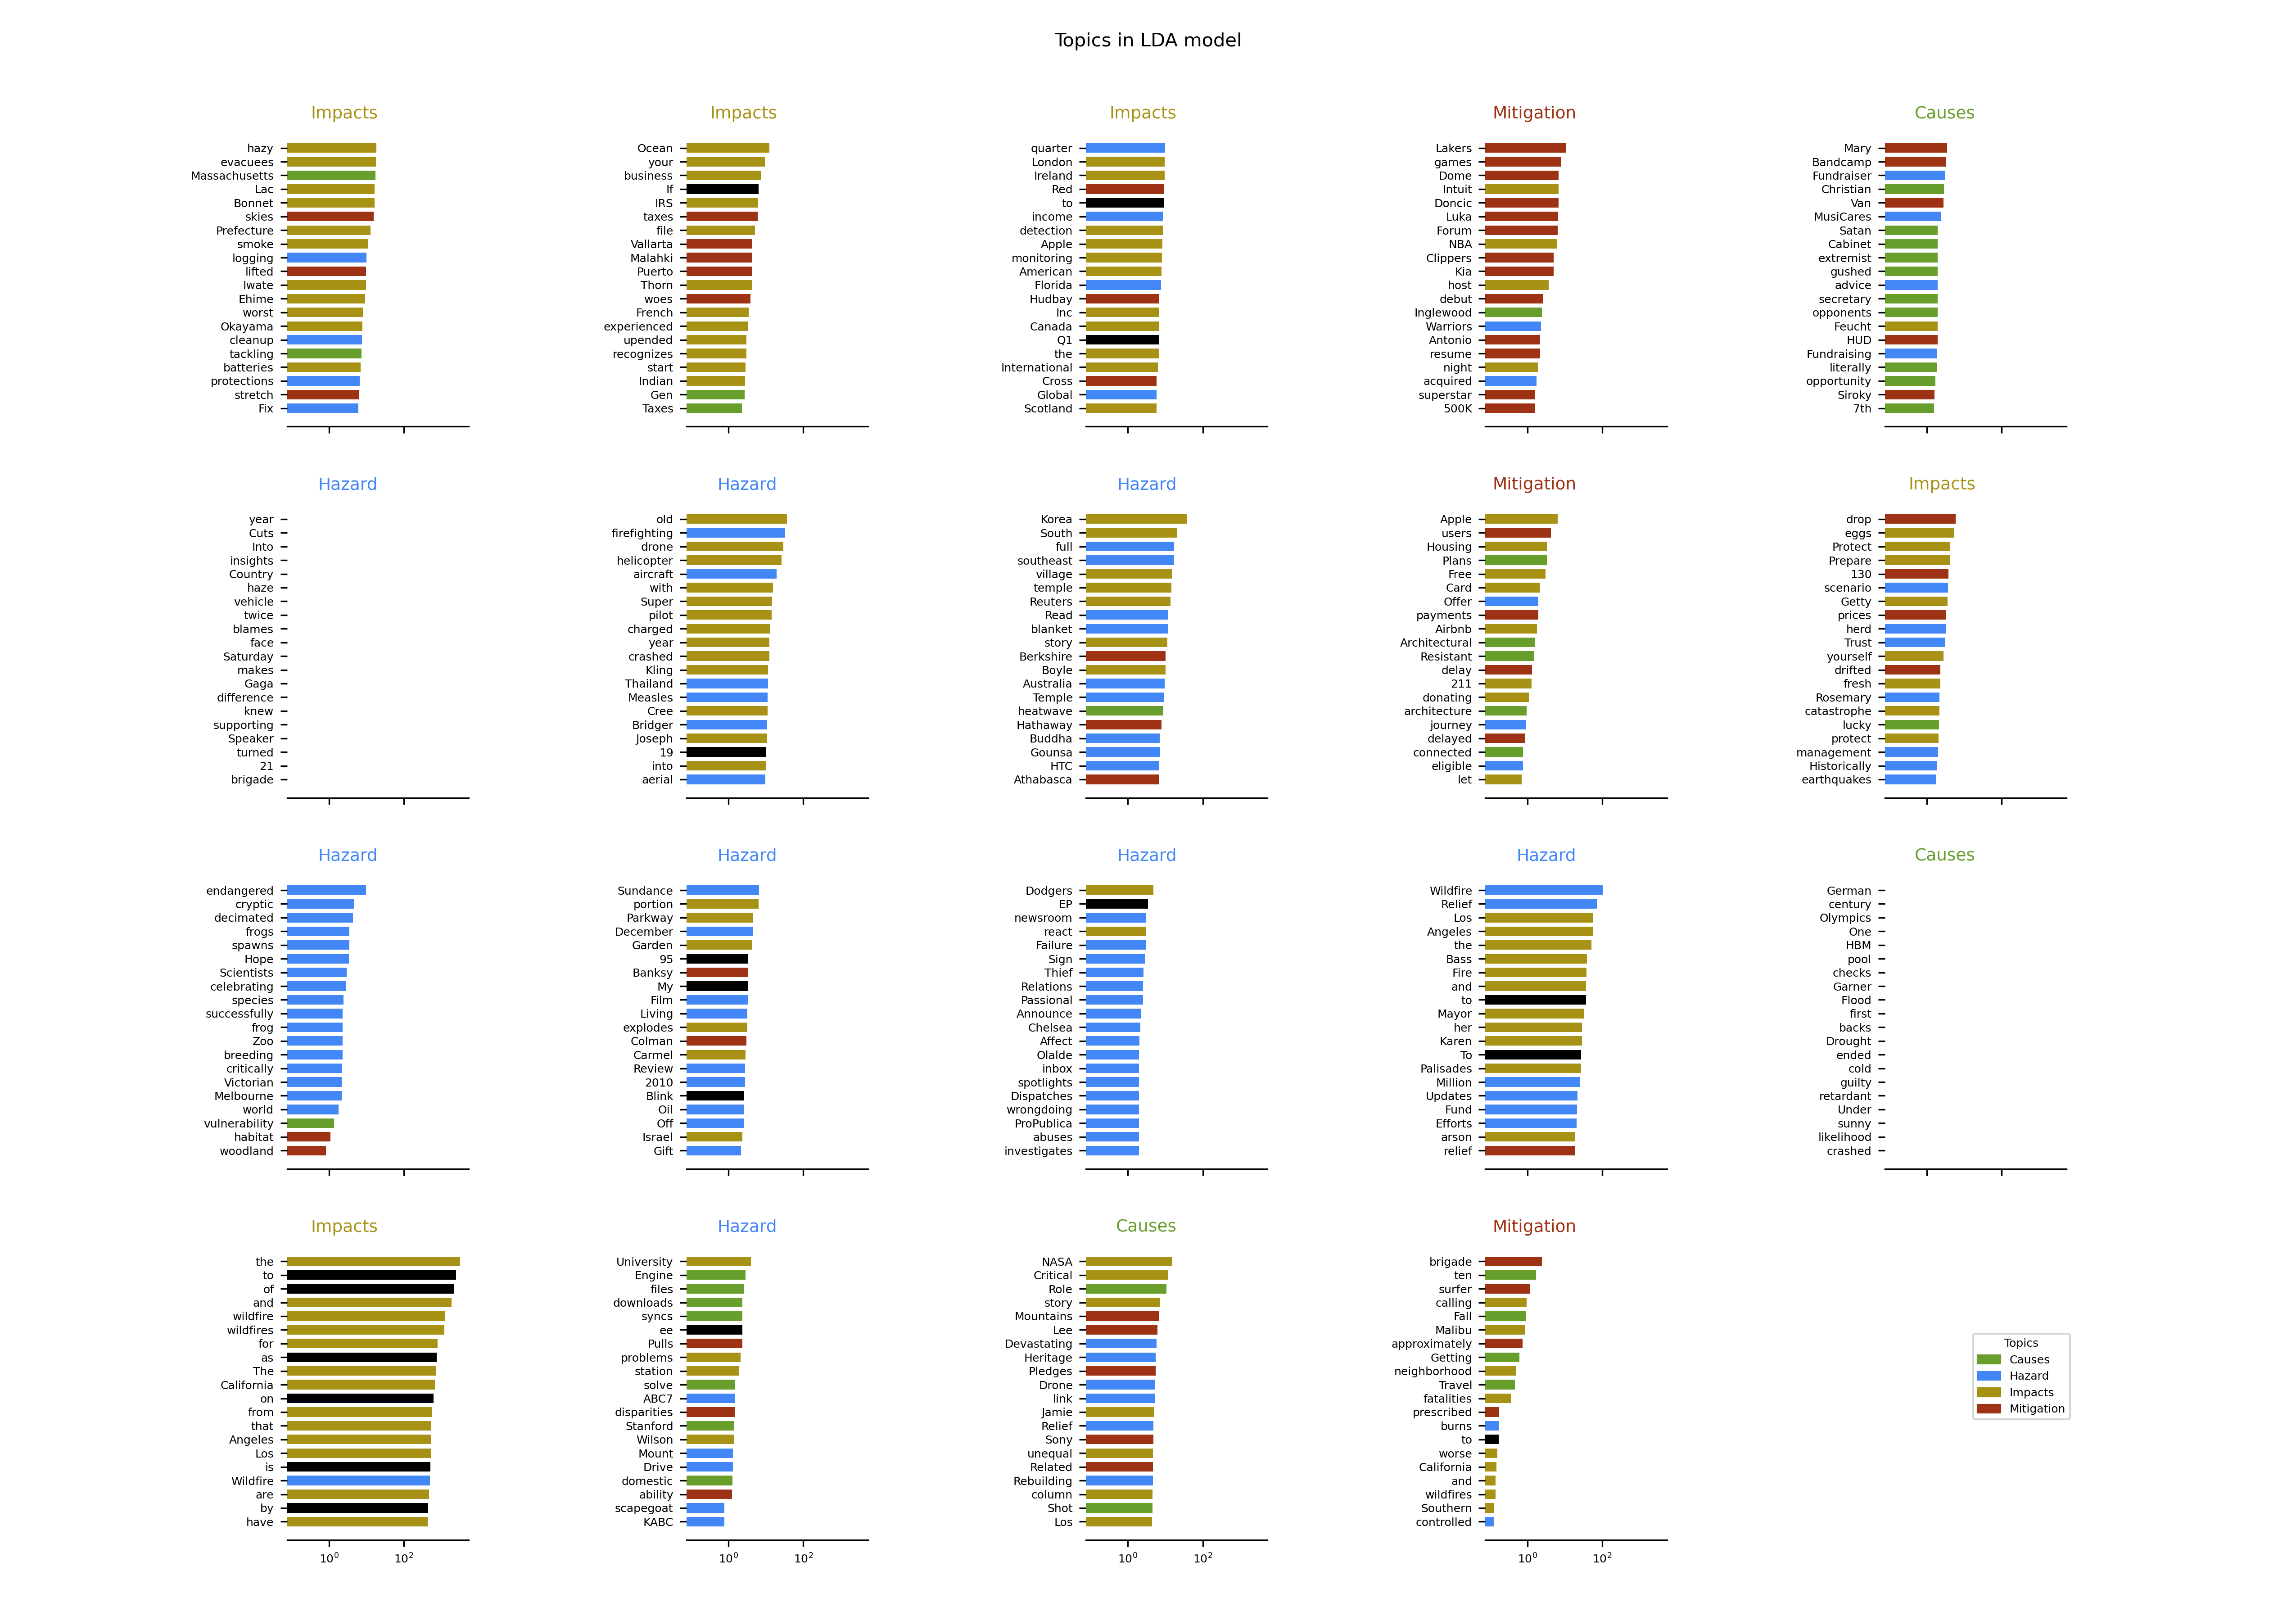 Topics in LDA model
Impacts
hazy
evacuees
Massachusetts
Lac
Bonnet
skies
Prefecture
smoke
logging
lifted
Iwate
Ehime
worst
Okayama
cleanup
tackling
batteries
protections
stretch
Fix
Impacts
Ocean
your
business
If
IRS
taxes
file
Vallarta
Malahki
Puerto
Thorn
woes
French
experienced
upended
recognizes
start
Indian
Gen
Taxes
Impacts
quarter
London
Ireland
Red
to
income
detection
Apple
monitoring
American
Florida
Hudbay
Inc
Canada
Q1
the
International
Cross
Global
Scotland
Mitigation
Lakers
games
Dome
Intuit
Doncic
Luka
Forum
NBA
Clippers
Kia
host
debut
Inglewood
Warriors
Antonio
resume
night
acquired
superstar
500K
Causes
Mary
Bandcamp
Fundraiser
Christian
Van
MusiCares
Satan
Cabinet
extremist
gushed
advice
secretary
opponents
Feucht
HUD
Fundraising
literally
opportunity
Siroky
7th
Hazard
year
Cuts
Into
insights
Country
haze
vehicle
twice
blames
face
Saturday
makes
Gaga
difference
knew
supporting
Speaker
turned
21
brigade
Hazard
old
firefighting
drone
helicopter
aircraft
with
Super
pilot
charged
year
crashed
Kling
Thailand
Measles
Cree
Bridger
Joseph
19
into
aerial
Hazard
Korea
South
full
southeast
village
temple
Reuters
Read
blanket
story
Berkshire
Boyle
Australia
Temple
heatwave
Hathaway
Buddha
Gounsa
HTC
Athabasca
Mitigation
Apple
users
Housing
Plans
Free
Card
Offer
payments
Airbnb
Architectural
Resistant
delay
211
donating
architecture
journey
delayed
connected
eligible
let
Impacts
drop
eggs
Protect
Prepare
130
scenario
Getty
prices
herd
Trust
yourself
drifted
fresh
Rosemary
catastrophe
lucky
protect
management
Historically
earthquakes
Hazard
endangered
cryptic
decimated
frogs
spawns
Hope
Scientists
celebrating
species
successfully
frog
Zoo
breeding
critically
Victorian
Melbourne
world
vulnerability
habitat
woodland
Hazard
Sundance
portion
Parkway
December
Garden
95
Banksy
My
Film
Living
explodes
Colman
Carmel
Review
2010
Blink
Oil
Off
Israel
Gift
Hazard
Dodgers
EP
newsroom
react
Failure
Sign
Thief
Relations
Passional
Announce
Chelsea
Affect
Olalde
inbox
spotlights
Dispatches
wrongdoing
ProPublica
abuses
investigates
Hazard
Wildfire
Relief
Los
Angeles
the
Bass
Fire
and
to
Mayor
her
Karen
To
Palisades
Million
Updates
Fund
Efforts
arson
relief
Causes
German
century
Olympics
One
HBM
pool
checks
Garner
Flood
first
backs
Drought
ended
cold
guilty
retardant
Under
sunny
likelihood
crashed
Impacts
the
to
of
and
wildfire
wildfires
for
as
The
California
on
from
that
Angeles
Los
is
Wildfire
are
by
have
10⁰ 10²
Hazard
University
Engine
files
downloads
syncs
ee
Pulls
problems
station
solve
ABC7
disparities
Stanford
Wilson
Mount
Drive
domestic
ability
scapegoat
KABC
10⁰ 10²
Causes
NASA
Critical
Role
story
Mountains
Lee
Devastating
Heritage
Pledges
Drone
link
Jamie
Relief
Sony
unequal
Related
Rebuilding
column
Shot
Los
10⁰ 10²
Mitigation
brigade
ten
surfer
calling
Fall
Malibu
approximately
Getting
neighborhood
Travel
fatalities
prescribed
burns
to
worse
California
and
wildfires
Southern
controlled
10⁰ 10²
Topics
Causes
Hazard
Impacts
Mitigation